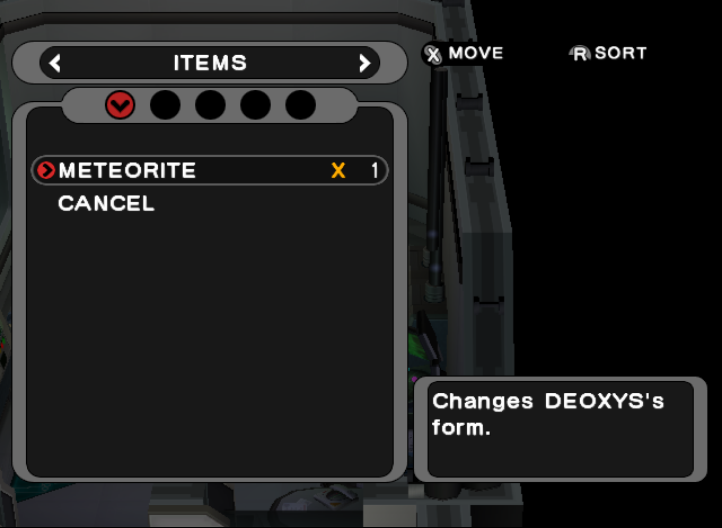 ITEMS
X MOVE
R SORT
METEORITE X 1
CANCEL
Changes DEOXYS's
form.